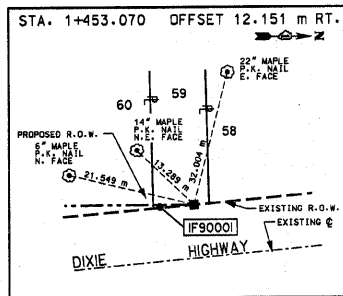 STA. 1+453.070 OFFSET 12.151 m RT.
N
22" MAPLE
P.K. NAIL
E. FACE
59
60
14" MAPLE
P.K. NAIL
N.E. FACE
58
PROPOSED R.O.W.
6" MAPLE
P.K. NAIL
N. FACE
13.289 m
32.004 m
21.549 m
EXISTING R.O.W.
IF90001
EXISTING ℄
DIXIE HIGHWAY